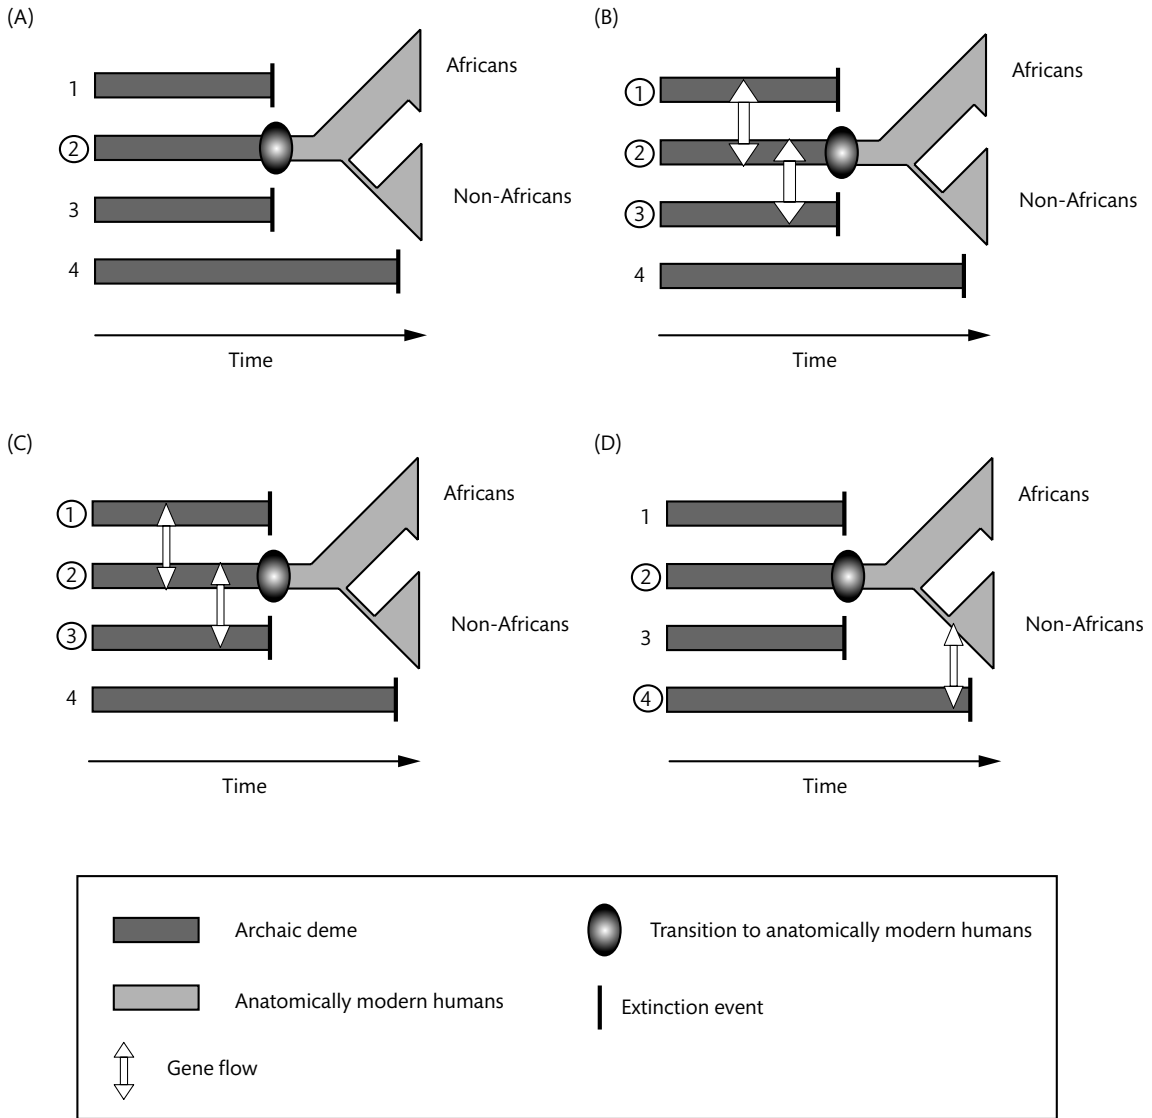 (A)
1
2
3
4
Africans
Non-Africans
Time
(B)
1
2
3
4
Africans
Non-Africans
Time
(C)
1
2
3
4
Africans
Non-Africans
Time
(D)
1
2
3
4
Africans
Non-Africans
Time
Archaic deme
Transition to anatomically modern humans
Anatomically modern humans
Extinction event
Gene flow